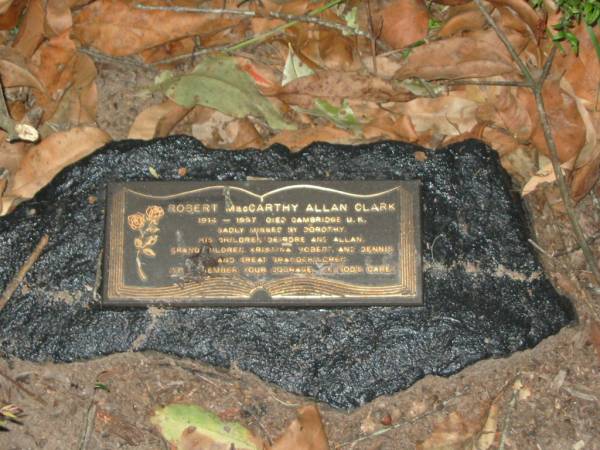 ROBERT MacCARTHY ALLAN CLARK
1914 - 1997 DIED CAMBRIDGE U.K.
SADLY MISSED BY DOROTHY
HIS CHILDREN DEIRDRE AND ALLAN
GRANDCHILDREN KRISTINA ROBERT AND DENNIS
AND GREAT GRANDCHILDREN
REMEMBER YOUR COURAGE CARE